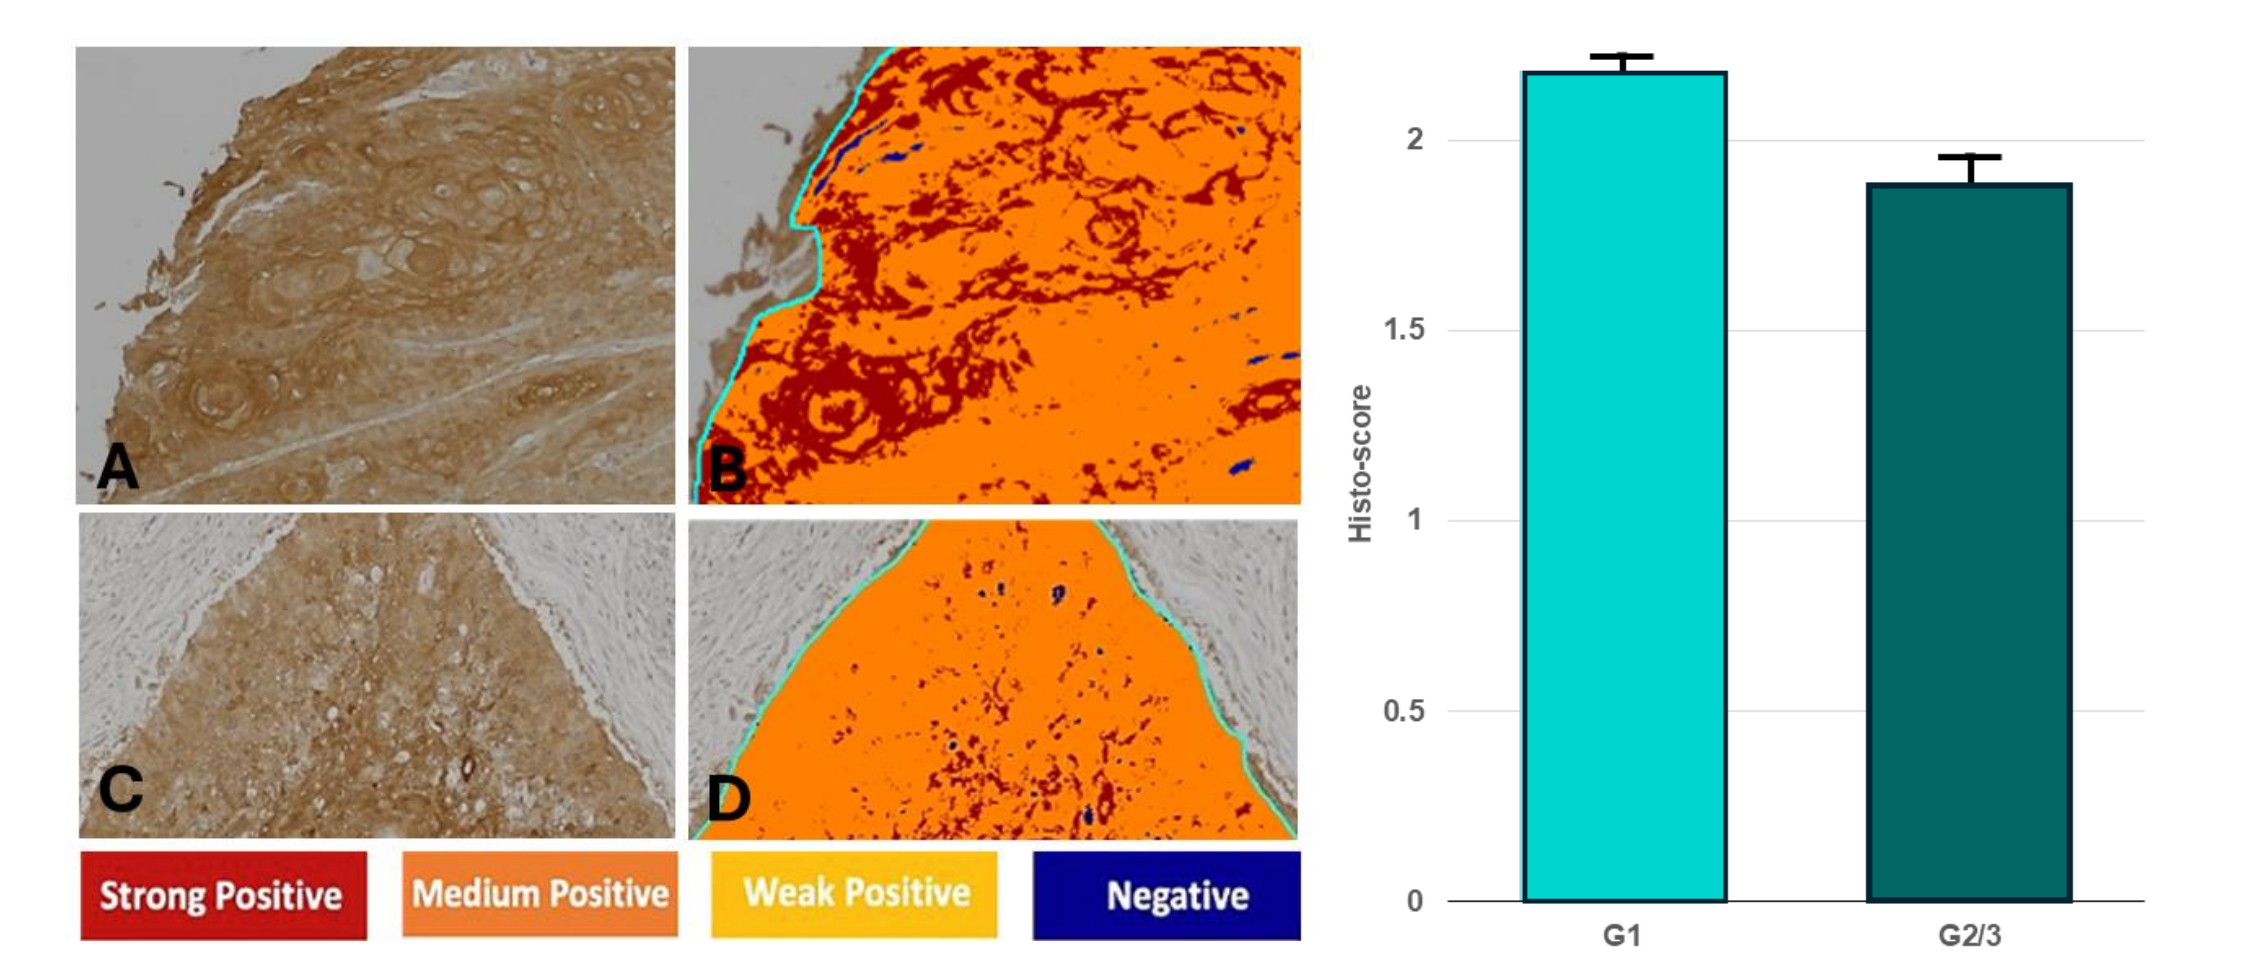 A
B
C
D
Strong Positive
Medium Positive
Weak Positive
Negative
Histo-score
2
1.5
1
0.5
0
G1
G2/3